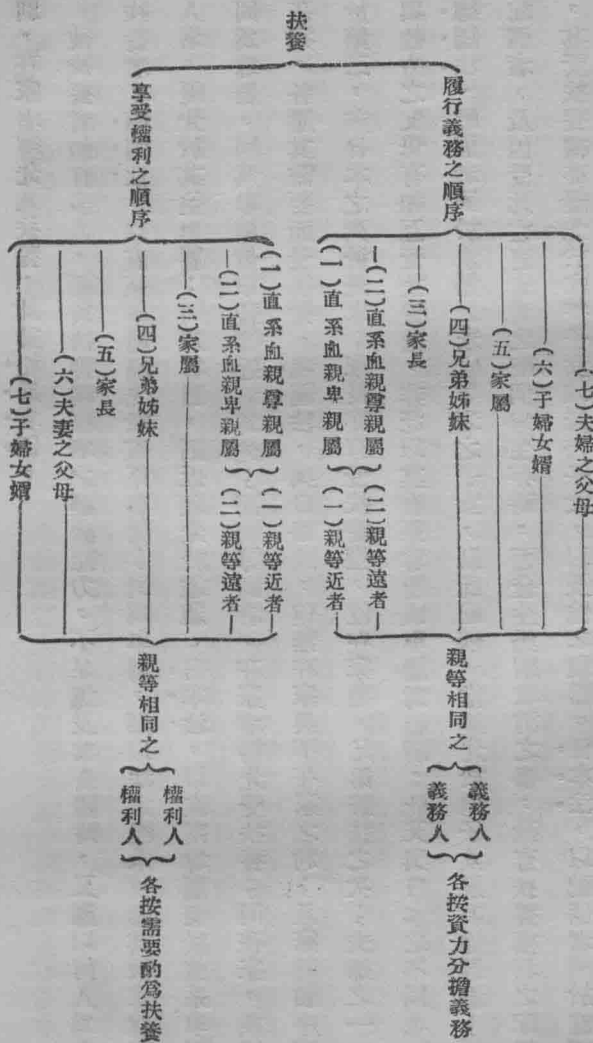 扶養
履行義務之順序
(七)夫婦之父母
(六)子婦女婿
(五)家屬
(四)兄弟姊妹
(三)家長
(二)直系血親尊親屬
(二)親等遠者
(一)直系血親卑親屬
(一)親等近者
親等相同之
義務人
義務人
各按資力分擔義務
享受權利之順序
(一)直系血親尊親屬
(一)親等近者
(二)直系血親卑親屬
(二)親等遠者
(三)家屬
(四)兄弟姊妹
(五)家長
(六)夫妻之父母
(七)子婦女婿
親等相同之
權利人
權利人
各按需要酌爲扶養